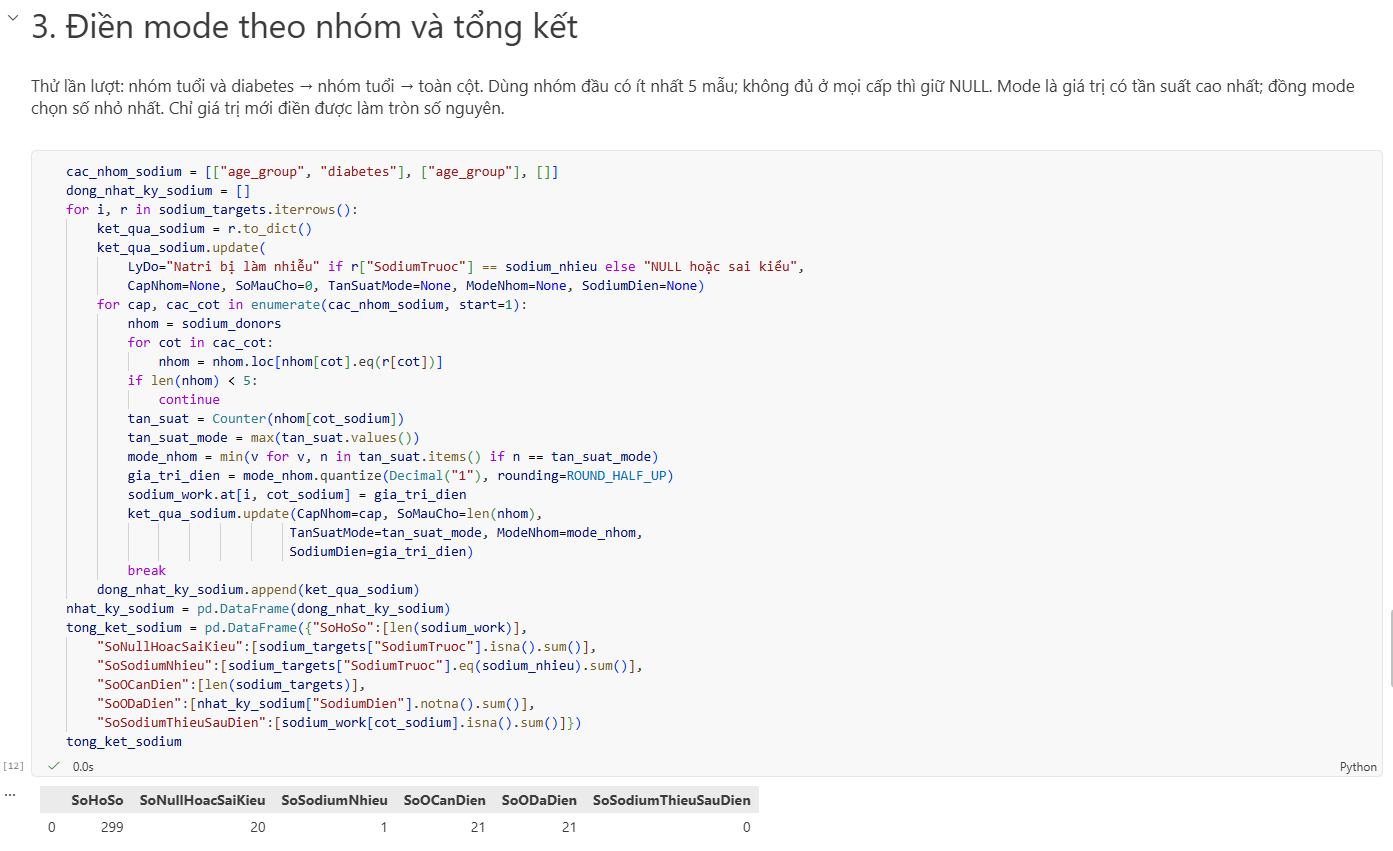 3. Điền mode theo nhóm và tổng kết
Thử lần lượt: nhóm tuổi và diabetes → nhóm tuổi → toàn cột. Dùng nhóm đầu có ít nhất 5 mẫu; không đủ ở mọi cấp thì giữ NULL. Mode là giá trị có tần suất cao nhất; đồng mode
chọn số nhỏ nhất. Chỉ giá trị mới điền được làm tròn số nguyên.
cac_nhom_sodium = [["age_group", "diabetes"], ["age_group"], []]
dong_nhat_ky_sodium = []
for i, r in sodium_targets.iterrows():
    ket_qua_sodium = r.to_dict()
    ket_qua_sodium.update(
        LyDo="Natri bị làm nhiễu" if r["SodiumTruoc"] == sodium_nhieu else "NULL hoặc sai kiểu",
        CapNhom=None, SoMauCho=0, TanSuatMode=None, ModeNhom=None, SodiumDien=None)
    for cap, cac_cot in enumerate(cac_nhom_sodium, start=1):
        nhom = sodium_donors
        for cot in cac_cot:
            nhom = nhom.loc[nhom[cot].eq(r[cot])]
        if len(nhom) < 5:
            continue
        tan_suat = Counter(nhom[cot_sodium])
        tan_suat_mode = max(tan_suat.values())
        mode_nhom = min(v for v, n in tan_suat.items() if n == tan_suat_mode)
        gia_tri_dien = mode_nhom.quantize(Decimal("1"), rounding=ROUND_HALF_UP)
        sodium_work.at[i, cot_sodium] = gia_tri_dien
        ket_qua_sodium.update(CapNhom=cap, SoMauCho=len(nhom),
                              TanSuatMode=tan_suat_mode, ModeNhom=mode_nhom,
                              SodiumDien=gia_tri_dien)
        break
    dong_nhat_ky_sodium.append(ket_qua_sodium)
nhat_ky_sodium = pd.DataFrame(dong_nhat_ky_sodium)
tong_ket_sodium = pd.DataFrame({"SoHoSo":[len(sodium_work)],
    "SoNullHoacSaiKieu":[sodium_targets["SodiumTruoc"].isna().sum()],
    "SoSodiumNhieu":[sodium_targets["SodiumTruoc"].eq(sodium_nhieu).sum()],
    "SoOCanDien":[len(sodium_targets)],
    "SoODaDien":[nhat_ky_sodium["SodiumDien"].notna().sum()],
    "SoSodiumThieuSauDien":[sodium_work[cot_sodium].isna().sum()]})
tong_ket_sodium
[12] 0.0s Python
...
SoHoSo SoNullHoacSaiKieu SoSodiumNhieu SoOCanDien SoODaDien SoSodiumThieuSauDien
0 299 20 1 21 21 0